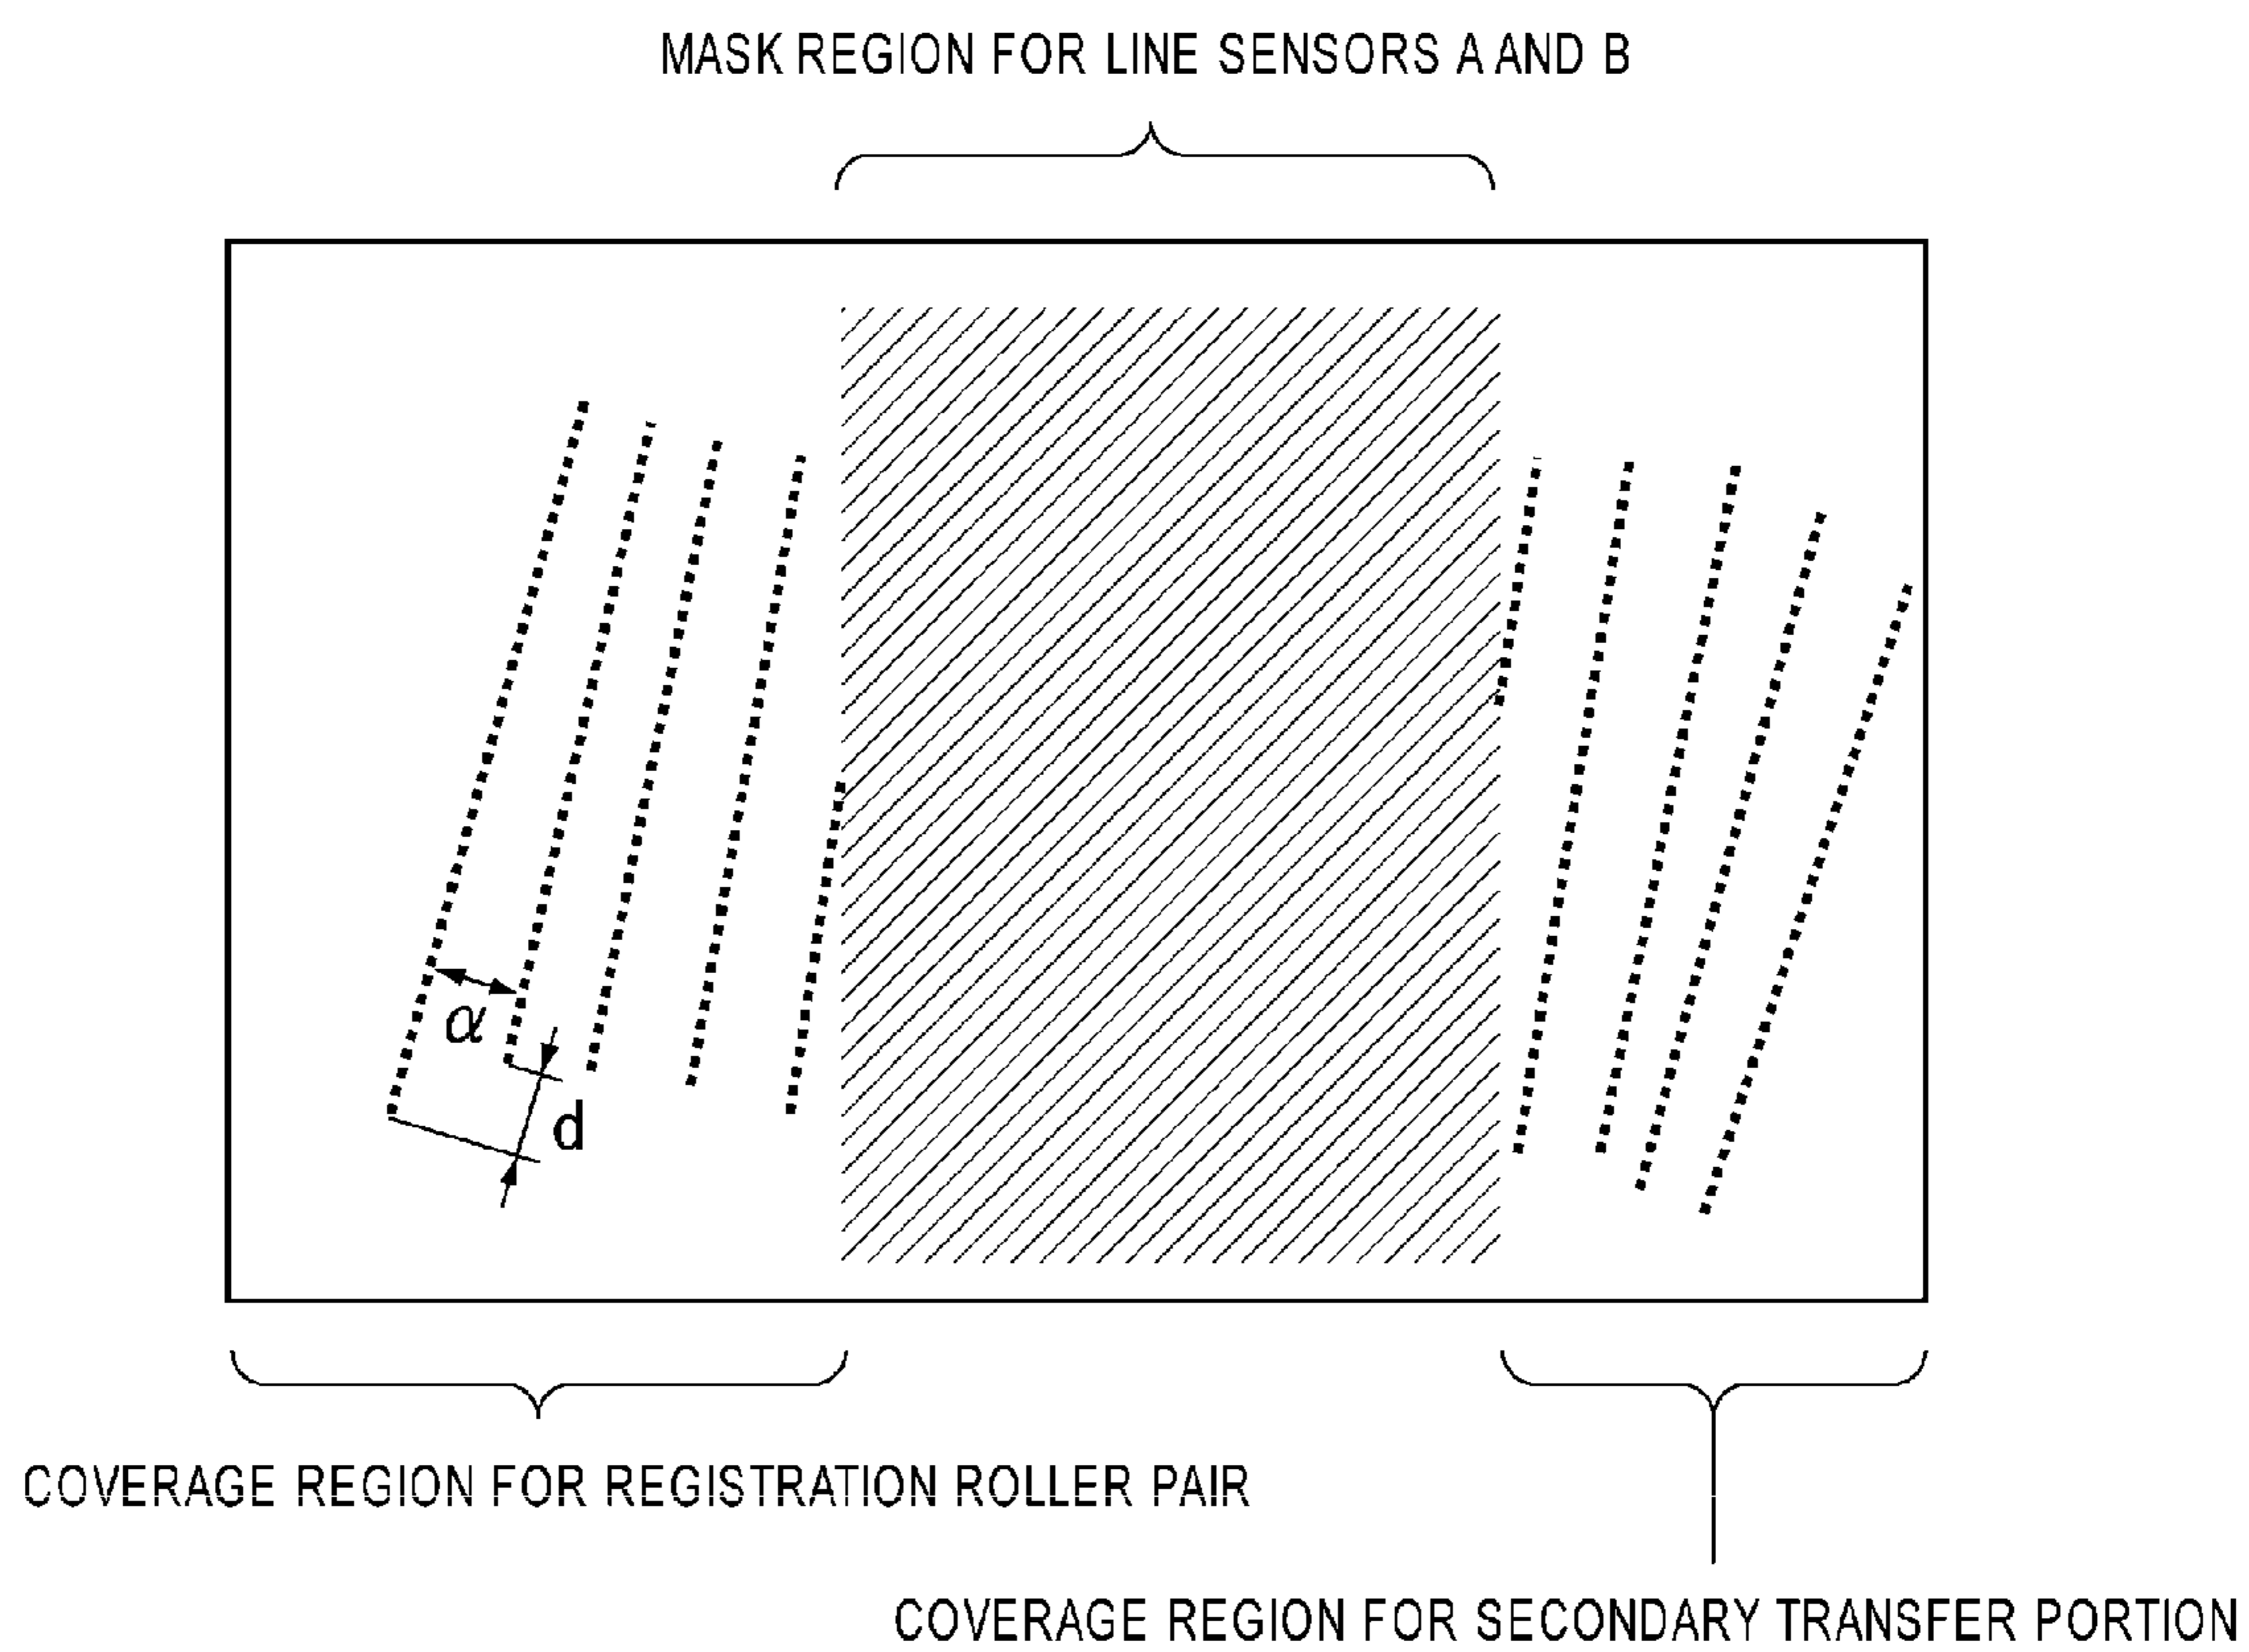 MASK REGION FOR LINE SENSORS A AND B
α
d
COVERAGE REGION FOR REGISTRATION ROLLER PAIR
COVERAGE REGION FOR SECONDARY TRANSFER PORTION